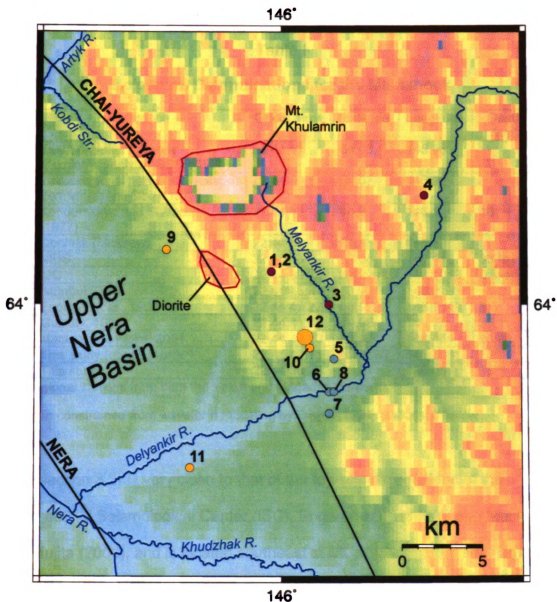 146°
Artyk R.
CHAI-YUREYA
Kobdi Str.
Mt.
Khulamrin
4
Melyankir R.
9
1,2
3
64°
64°
Diorite
Upper
Nera
Basin
12
10
5
6
8
7
Delyankir R.
11
NERA
Nera R.
Khudzhak R.
km
0
5
146°